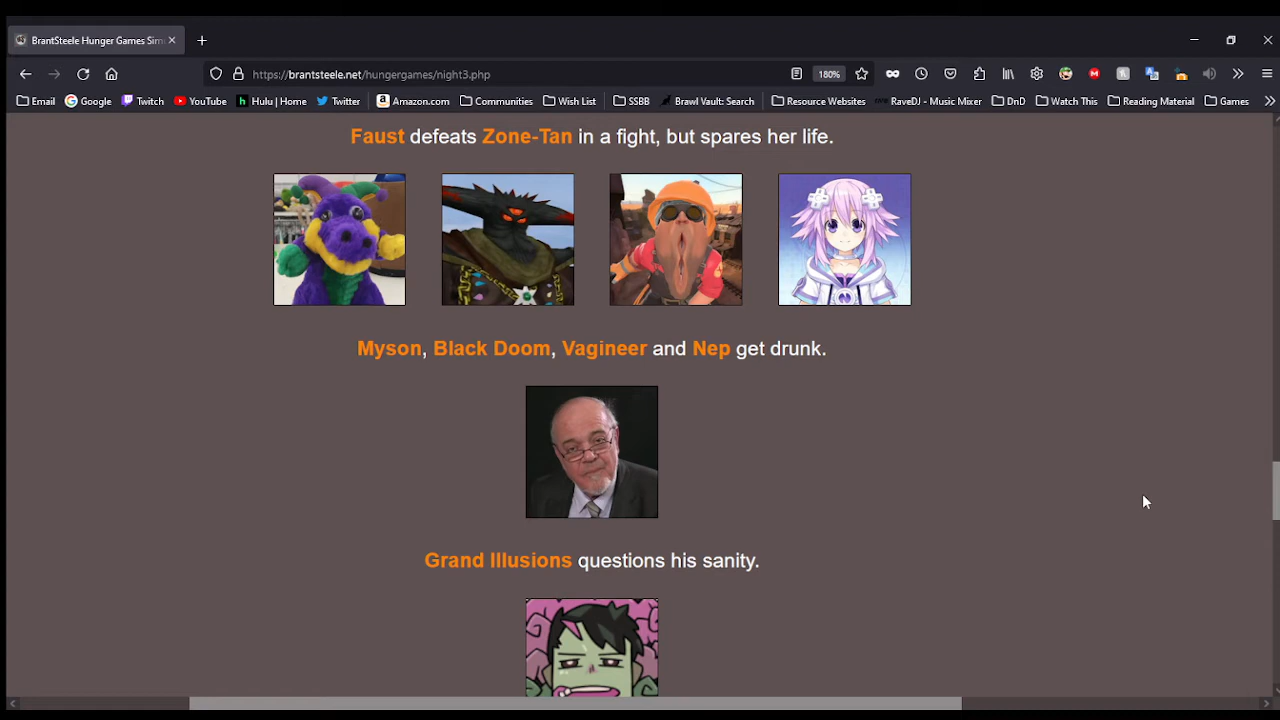 BrantSteele Hunger Games Sim
https://brantsteele.net/hungergames/night3.php
180%
Email
Google
Twitch
YouTube
Hulu | Home
Twitter
Amazon.com
Communities
Wish List
SSBB
Brawl Vault: Search
Resource Websites
RaveDJ - Music Mixer
DnD
Watch This
Reading Material
Games
Faust defeats Zone-Tan in a fight, but spares her life.
Myson, Black Doom, Vagineer and Nep get drunk.
Grand Illusions questions his sanity.